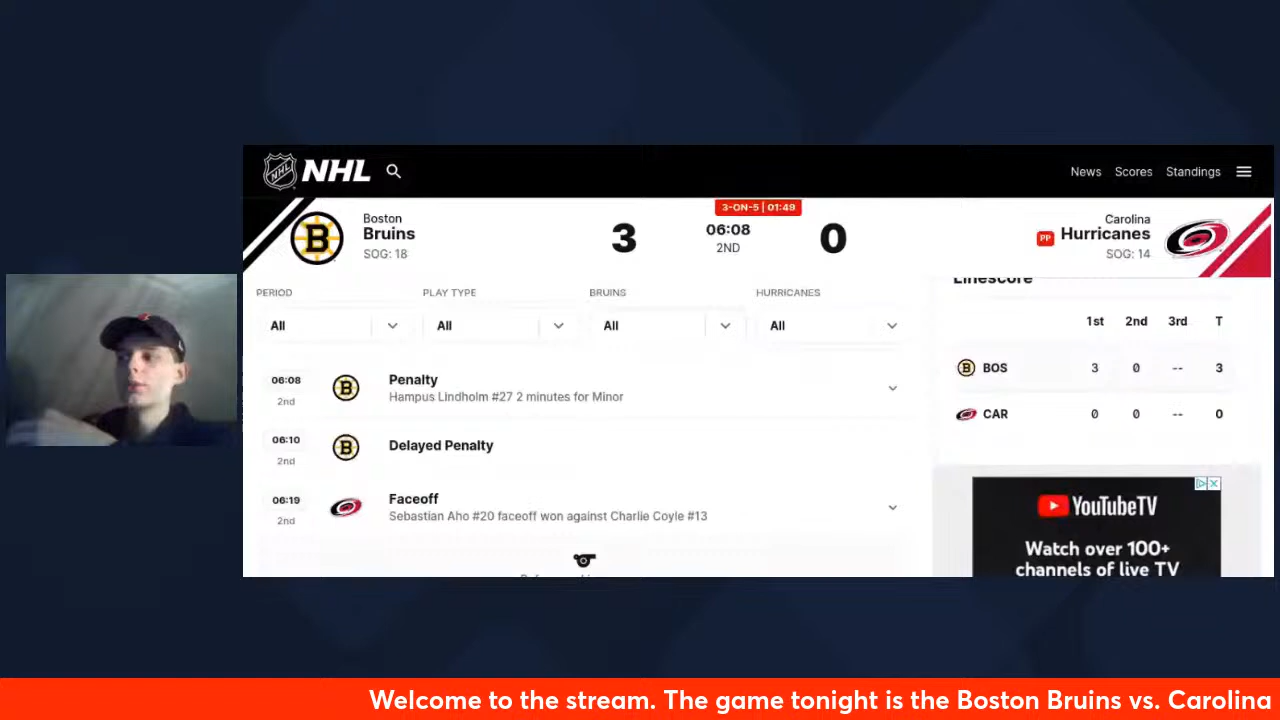 NHL
News Scores Standings
Boston
Bruins
SOG: 18
3
3-ON-5 | 01:49
06:08
2ND
0
Carolina
PP Hurricanes
SOG: 14
PERIOD PLAY TYPE BRUINS HURRICANES
All All All All
06:08
2nd
Penalty
Hampus Lindholm #27 2 minutes for Minor
06:10
2nd
Delayed Penalty
06:19
2nd
Faceoff
Sebastian Aho #20 faceoff won against Charlie Coyle #13
Linescore
1st 2nd 3rd T
BOS 3 0 -- 3
CAR 0 0 -- 0
YouTubeTV
Watch over 100+
channels of live TV
Welcome to the stream. The game tonight is the Boston Bruins vs. Carolina